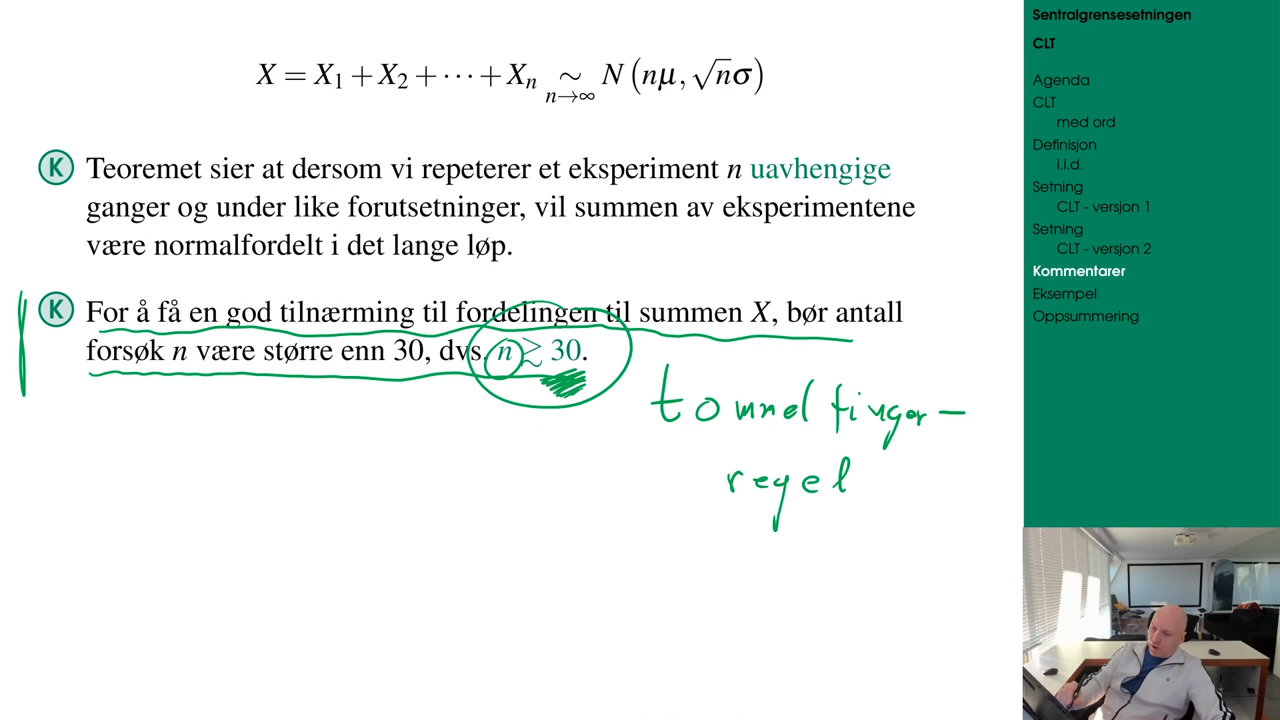 X = X₁ + X₂ + ⋯ + Xₙ ∼ N (nμ, √nσ)
n→∞
K Teoremet sier at dersom vi repeterer et eksperiment n uavhengige
ganger og under like forutsetninger, vil summen av eksperimentene
være normalfordelt i det lange løp.
K For å få en god tilnærming til fordelingen til summen X, bør antall
forsøk n være større enn 30, dvs. n ≳ 30.
tommelfinger-
regel
Sentralgrensesetningen
CLT
Agenda
CLT
med ord
Definisjon
i.i.d.
Setning
CLT - versjon 1
Setning
CLT - versjon 2
Kommentarer
Eksempel
Oppsummering